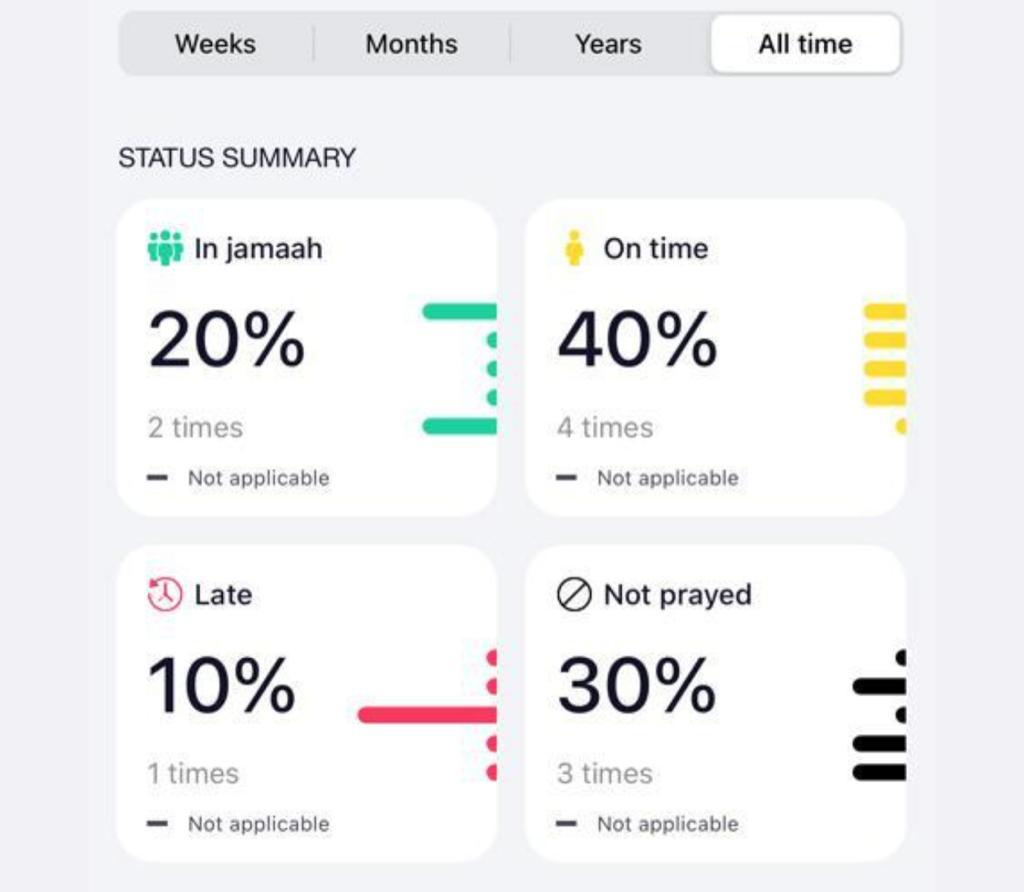 Weeks Months Years All time
STATUS SUMMARY
In jamaah
20%
2 times
Not applicable
On time
40%
4 times
Not applicable
Late
10%
1 times
Not applicable
Not prayed
30%
3 times
Not applicable